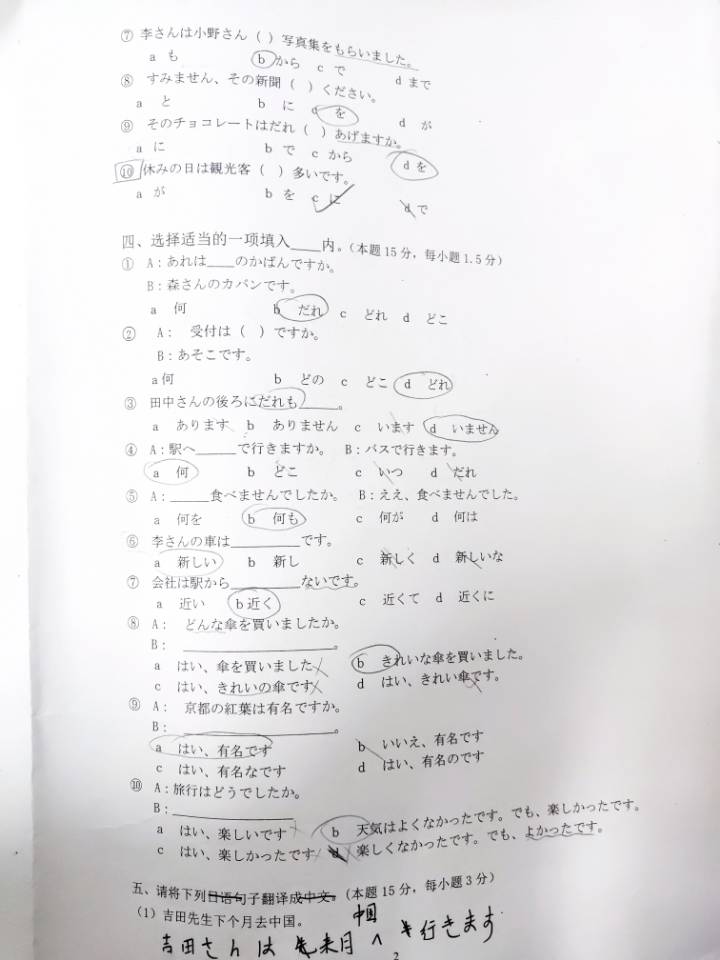 ⑦ 李さんは小野さん（ ）写真集をもらいました。
a も b から c で d まで
⑧ すみません、その新聞（ ）ください。
a と b に c を d が
⑨ そのチョコレートはだれ（ ）あげますか。
a に b で c から d を
⑩ 休みの日は観光客（ ）多いです。
a が b を c に d で
四、选择适当的一项填入____内。（本题15分，每小题1.5分）
① A：あれは____のかばんですか。
B：森さんのカバンです。
a 何 b だれ c どれ d どこ
② A： 受付は（ ）ですか。
B：あそこです。
a何 b どの c どこ d どれ
③ 田中さんの後ろにだれも______。
a あります b ありません c います d いません
④ A：駅へ______で行きますか。 B：バスで行きます。
a 何 b どこ c いつ d だれ
⑤ A：______食べませんでしたか。 B：ええ、食べませんでした。
a 何を b 何も c 何が d 何は
⑥ 李さんの車は__________です。
a 新しい b 新し c 新しく d 新しいな
⑦ 会社は駅から__________ないです。
a 近い b近く c 近くて d 近くに
⑧ A： どんな傘を買いましたか。
B： ______________________。
a はい、傘を買いました b きれいな傘を買いました。
c はい、きれいの傘です d はい、きれい傘です。
⑨ A： 京都の紅葉は有名ですか。
B： ______________________。
a はい、有名です b いいえ、有名です
c はい、有名なです d はい、有名のです
⑩ A：旅行はどうでしたか。
B：________________
a はい、楽しいです b 天気はよくなかったです。でも、楽しかったです。
c はい、楽しかったです d 楽しくなかったです。でも、よかったです。
五、请将下列日语句子翻译成中文。（本题15分，每小题3分）
（1）吉田先生下个月去中国。
中国
吉田さんは 来月 へ 行きます
2